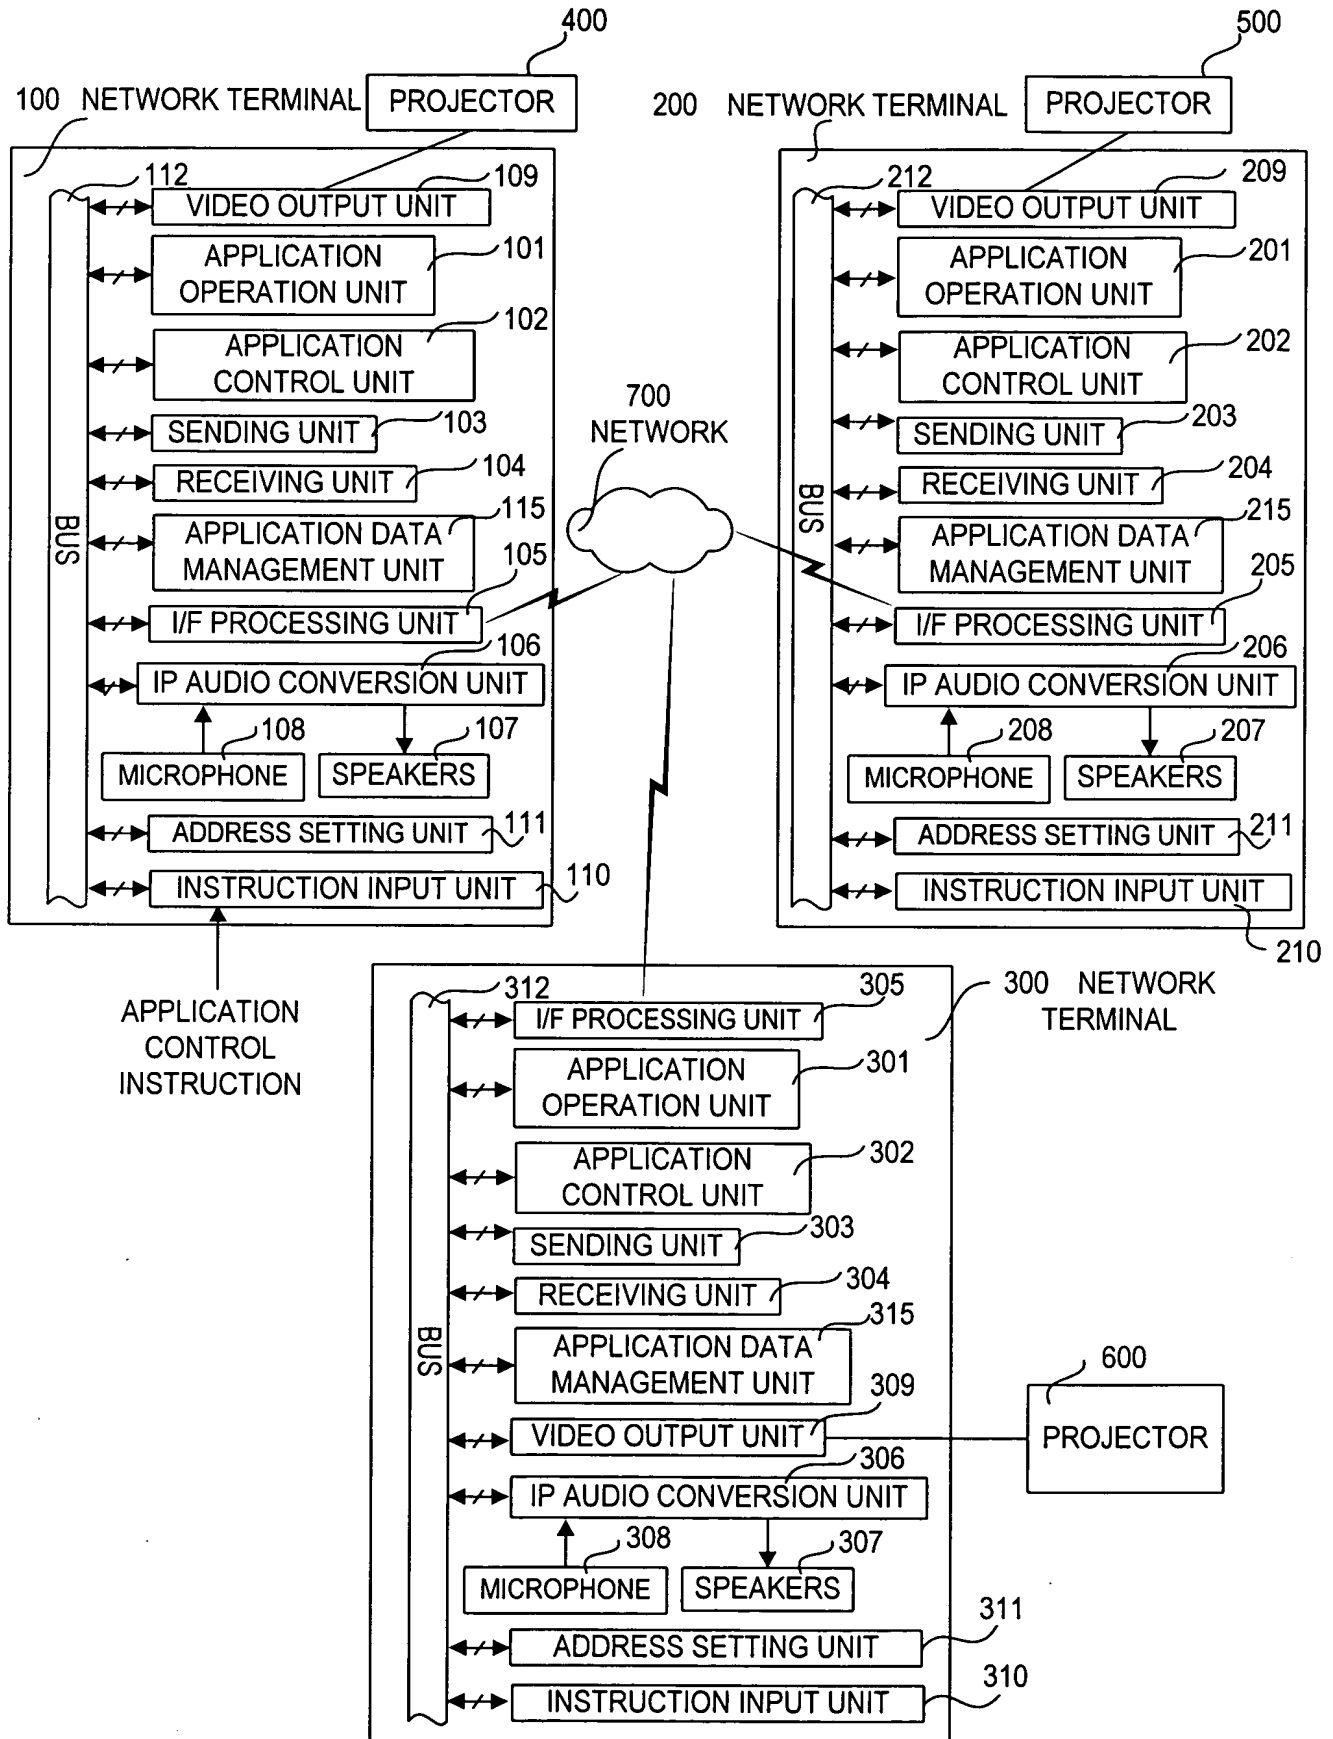 400
100 NETWORK TERMINAL
PROJECTOR
112
109
VIDEO OUTPUT UNIT
101
APPLICATION
OPERATION UNIT
102
APPLICATION
CONTROL UNIT
SENDING UNIT
103
RECEIVING UNIT
104
BUS
115
APPLICATION DATA
MANAGEMENT UNIT
105
I/F PROCESSING UNIT
106
IP AUDIO CONVERSION UNIT
108
107
MICROPHONE
SPEAKERS
ADDRESS SETTING UNIT
111
INSTRUCTION INPUT UNIT
110
APPLICATION
CONTROL
INSTRUCTION
700
NETWORK
500
200 NETWORK TERMINAL
PROJECTOR
212
209
VIDEO OUTPUT UNIT
201
APPLICATION
OPERATION UNIT
202
APPLICATION
CONTROL UNIT
203
SENDING UNIT
204
RECEIVING UNIT
BUS
215
APPLICATION DATA
MANAGEMENT UNIT
205
I/F PROCESSING UNIT
206
IP AUDIO CONVERSION UNIT
208
207
MICROPHONE
SPEAKERS
ADDRESS SETTING UNIT
211
INSTRUCTION INPUT UNIT
210
300 NETWORK
TERMINAL
312
305
I/F PROCESSING UNIT
301
APPLICATION
OPERATION UNIT
302
APPLICATION
CONTROL UNIT
303
SENDING UNIT
304
RECEIVING UNIT
BUS
315
APPLICATION DATA
MANAGEMENT UNIT
309
VIDEO OUTPUT UNIT
600
PROJECTOR
306
IP AUDIO CONVERSION UNIT
308
307
MICROPHONE
SPEAKERS
311
ADDRESS SETTING UNIT
310
INSTRUCTION INPUT UNIT